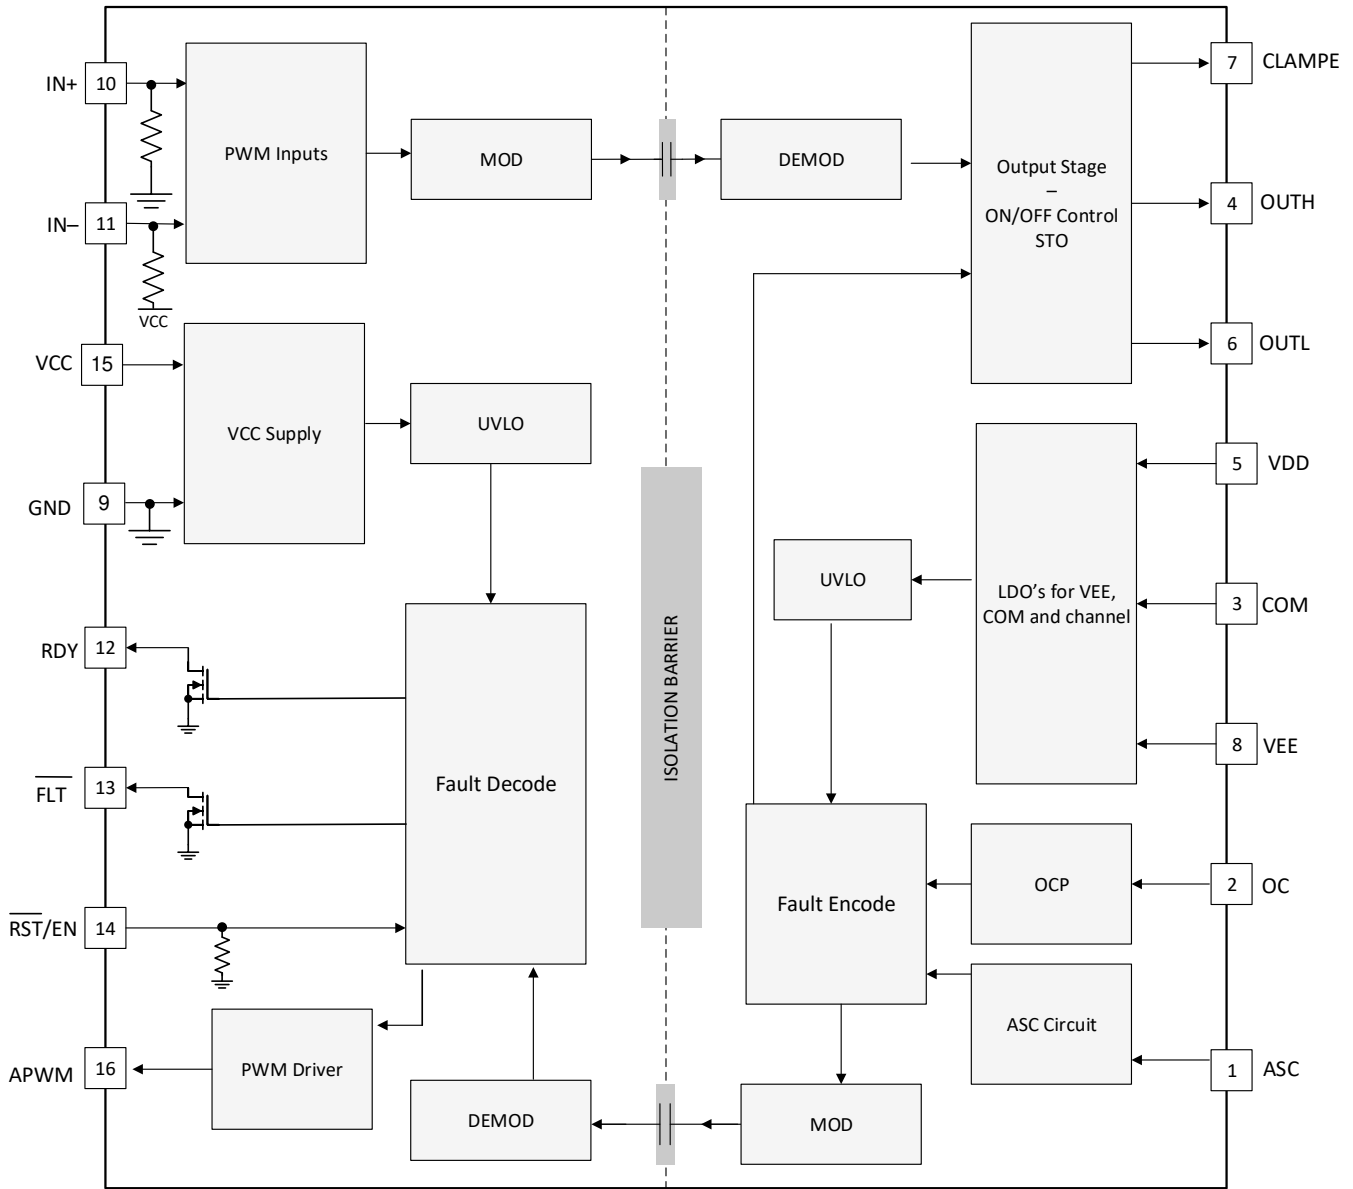 IN+
10
PWM Inputs
MOD
DEMOD
Output Stage
–
ON/OFF Control
STO
7
CLAMPE
4
OUTH
IN–
11
VCC
6
OUTL
VCC
15
VCC Supply
UVLO
5
VDD
GND
9
UVLO
LDO's for VEE,
COM and channel
3
COM
RDY
12
ISOLATION BARRIER
8
VEE
FLT
13
Fault Decode
Fault Encode
OCP
2
OC
RST/EN
14
ASC Circuit
APWM
16
PWM Driver
DEMOD
MOD
1
ASC